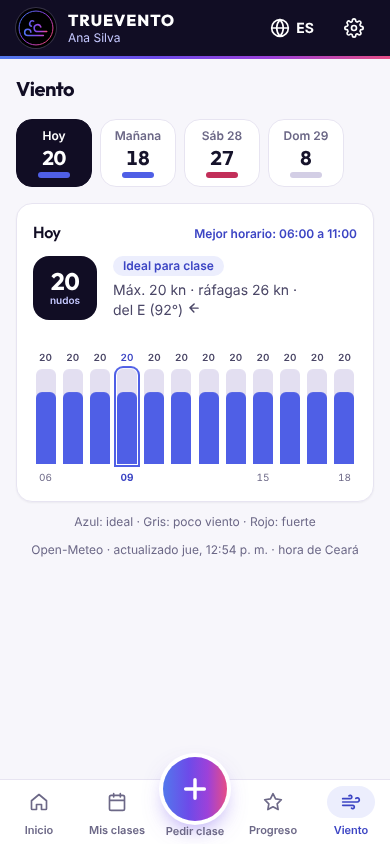 TRUEVENTO
Ana Silva
ES
Viento
Hoy
20
Mañana
18
Sáb 28
27
Dom 29
8
Hoy
Mejor horario: 06:00 a 11:00
20
nudos
Ideal para clase
Máx. 20 kn · ráfagas 26 kn ·
del E (92°) ←
20 20 20 20 20 20 20 20 20 20 20 20
06 09 15 18
Azul: ideal · Gris: poco viento · Rojo: fuerte
Open-Meteo · actualizado jue, 12:54 p. m. · hora de Ceará
Inicio
Mis clases
Pedir clase
Progreso
Viento